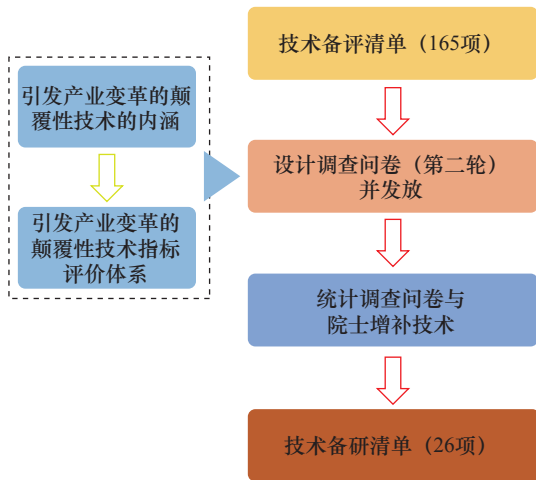 技术备评清单（165项）
引发产业变革的颠
覆性技术的内涵
设计调查问卷（第二轮）
并发放
引发产业变革的
颠覆性技术指标
评价体系
统计调查问卷与
院士增补技术
技术备研清单（26项）